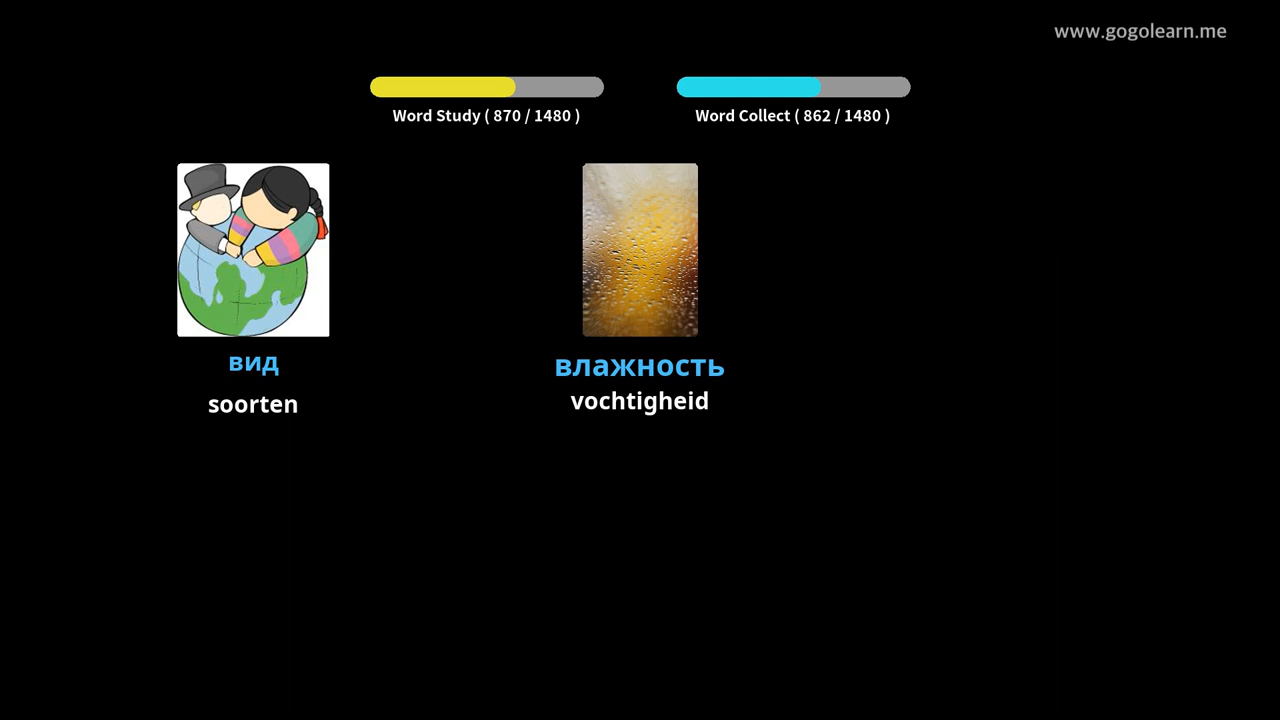 www.gogolearn.me
Word Study ( 870 / 1480 )
Word Collect ( 862 / 1480 )
вид
soorten
влажность
vochtigheid